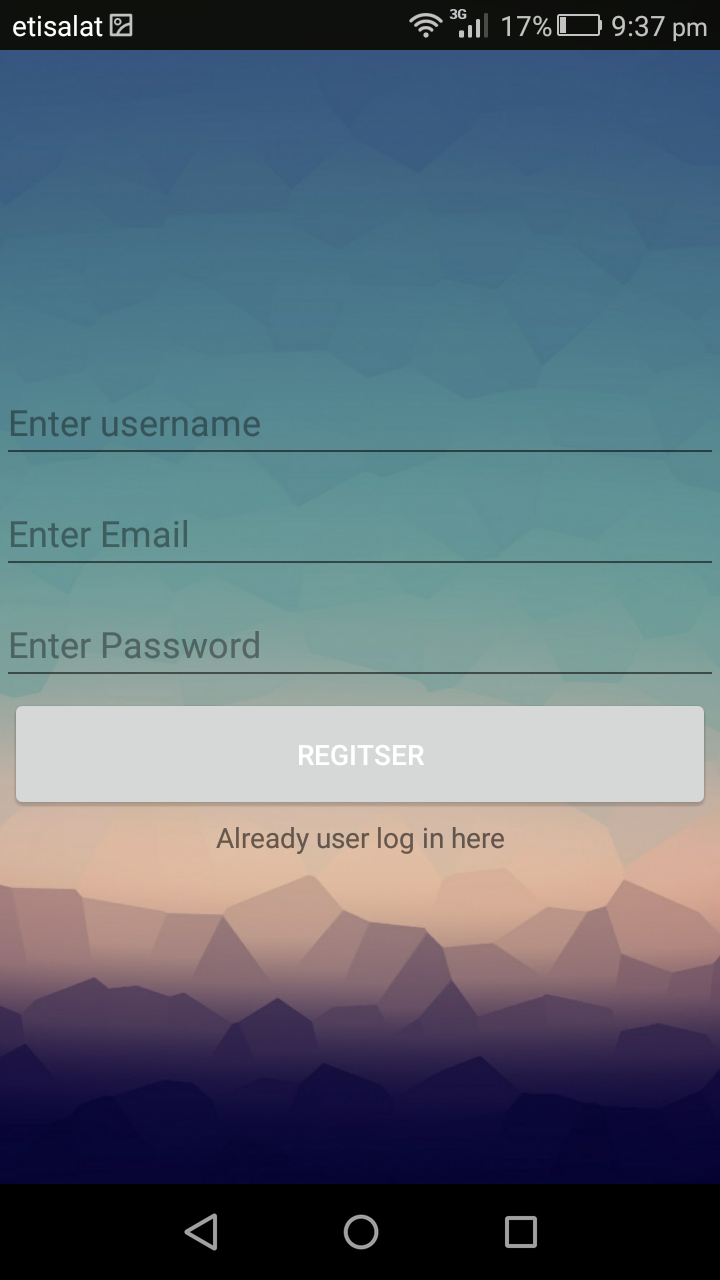 etisalat 3G 17% 9:37 pm
Enter username
Enter Email
Enter Password
REGITSER
Already user log in here